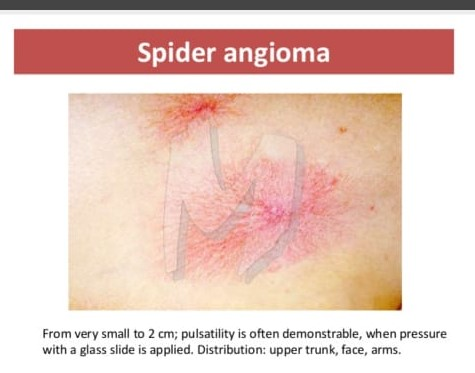 Spider angioma
From very small to 2 cm; pulsatility is often demonstrable, when pressure
with a glass slide is applied. Distribution: upper trunk, face, arms.